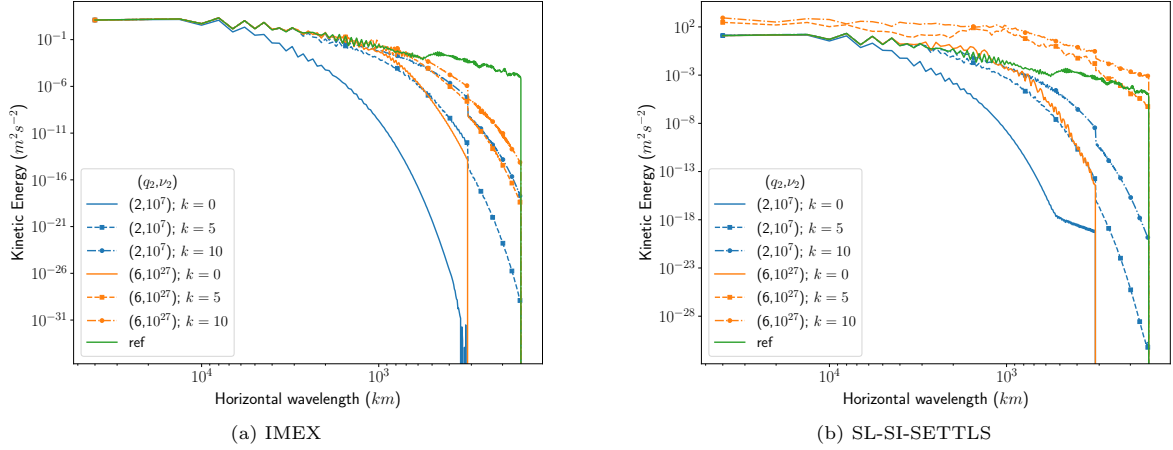 10^{-1}
10^{-6}
10^{-11}
10^{-16}
10^{-21}
10^{-26}
10^{-31}
Kinetic Energy (m^2 s^{-2})
(q_2,ν_2)
(2,10^7); k = 0
(2,10^7); k = 5
(2,10^7); k = 10
(6,10^{27}); k = 0
(6,10^{27}); k = 5
(6,10^{27}); k = 10
ref
10^4
10^3
Horizontal wavelength (km)
(a) IMEX
10^2
10^{-3}
10^{-8}
10^{-13}
10^{-18}
10^{-23}
10^{-28}
Kinetic Energy (m^2 s^{-2})
(q_2,ν_2)
(2,10^7); k = 0
(2,10^7); k = 5
(2,10^7); k = 10
(6,10^{27}); k = 0
(6,10^{27}); k = 5
(6,10^{27}); k = 10
ref
10^4
10^3
Horizontal wavelength (km)
(b) SL-SI-SETTLS